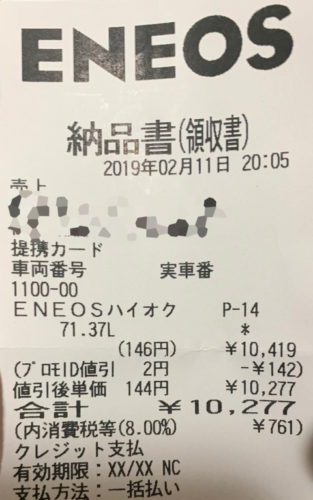 ENEOS
納品書(領収書)
2019年02月11日 20:05
売上
提携カード
車両番号 実車番
1100-00
ENEOSハイオク P-14
71.37L *
(146円) ¥10,419
(ﾌﾟﾛﾓID値引 2円 -¥142)
値引後単価 144円 ¥10,277
合計 ¥10,277
(内消費税等(8.00%) ¥761)
クレジット支払
有効期限:XX/XX NC
支払方法:一括払い